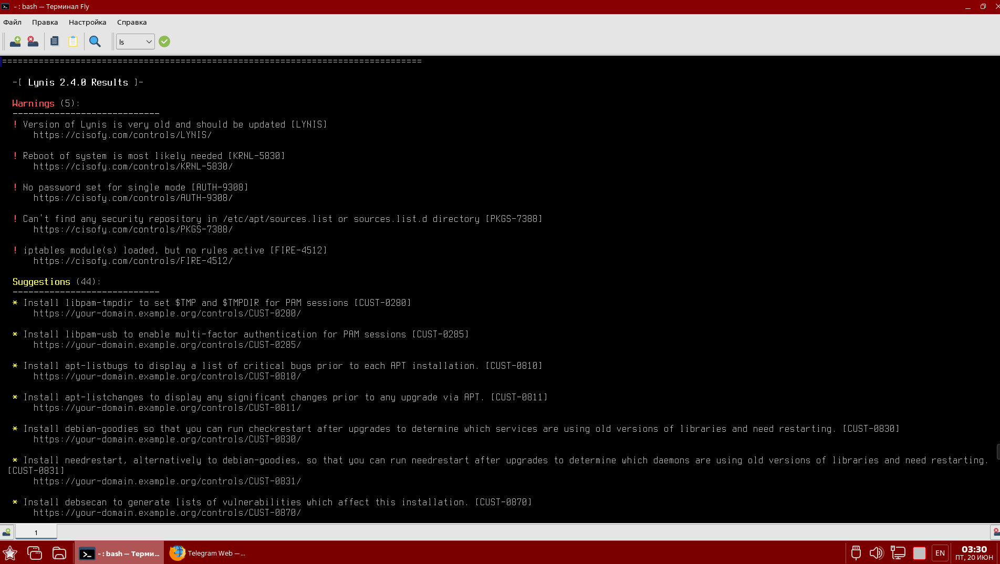 - : bash — Терминал Fly
Файл Правка Настройка Справка
ls
================================================================================
-[ Lynis 2.4.0 Results ]-
Warnings (5):
----------------------------
! Version of Lynis is very old and should be updated [LYNIS]
https://cisofy.com/controls/LYNIS/
! Reboot of system is most likely needed [KRNL-5830]
https://cisofy.com/controls/KRNL-5830/
! No password set for single mode [AUTH-9308]
https://cisofy.com/controls/AUTH-9308/
! Can't find any security repository in /etc/apt/sources.list or sources.list.d directory [PKGS-7388]
https://cisofy.com/controls/PKGS-7388/
! iptables module(s) loaded, but no rules active [FIRE-4512]
https://cisofy.com/controls/FIRE-4512/
Suggestions (44):
----------------------------
* Install libpam-tmpdir to set $TMP and $TMPDIR for PAM sessions [CUST-0280]
https://your-domain.example.org/controls/CUST-0280/
* Install libpam-usb to enable multi-factor authentication for PAM sessions [CUST-0285]
https://your-domain.example.org/controls/CUST-0285/
* Install apt-listbugs to display a list of critical bugs prior to each APT installation. [CUST-0810]
https://your-domain.example.org/controls/CUST-0810/
* Install apt-listchanges to display any significant changes prior to any upgrade via APT. [CUST-0811]
https://your-domain.example.org/controls/CUST-0811/
* Install debian-goodies so that you can run checkrestart after upgrades to determine which services are using old versions of libraries and need restarting. [CUST-0830]
https://your-domain.example.org/controls/CUST-0830/
* Install needrestart, alternatively to debian-goodies, so that you can run needrestart after upgrades to determine which daemons are using old versions of libraries and need restarting.
[CUST-0831]
https://your-domain.example.org/controls/CUST-0831/
* Install debsecan to generate lists of vulnerabilities which affect this installation. [CUST-0870]
https://your-domain.example.org/controls/CUST-0870/
1
- : bash — Терми... Telegram Web —... EN 03:30
ПТ, 20 ИЮН